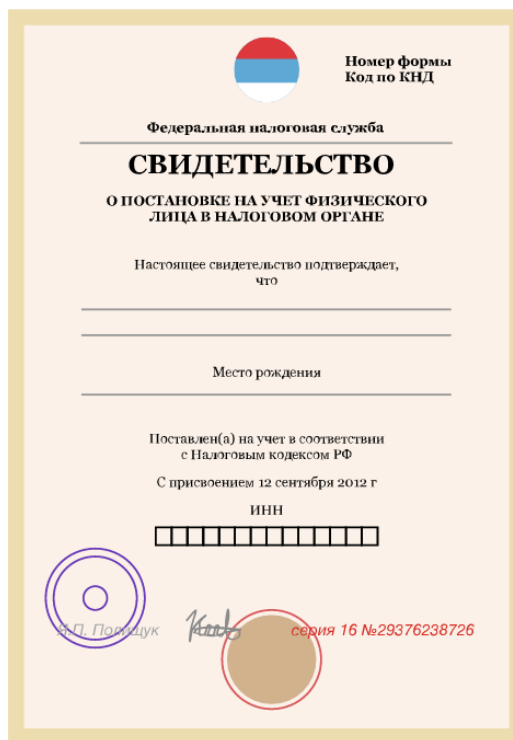 Номер формы
Код по КНД
Федеральная налоговая служба
СВИДЕТЕЛЬСТВО
О ПОСТАНОВКЕ НА УЧЕТ ФИЗИЧЕСКОГО
ЛИЦА В НАЛОГОВОМ ОРГАНЕ
Настоящее свидетельство подтверждает,
что
Место рождения
Поставлен(а) на учет в соответствии
с Налоговым кодексом РФ
С присвоением 12 сентября 2012 г
ИНН
Я.П. Полищук
серия 16 №29376238726